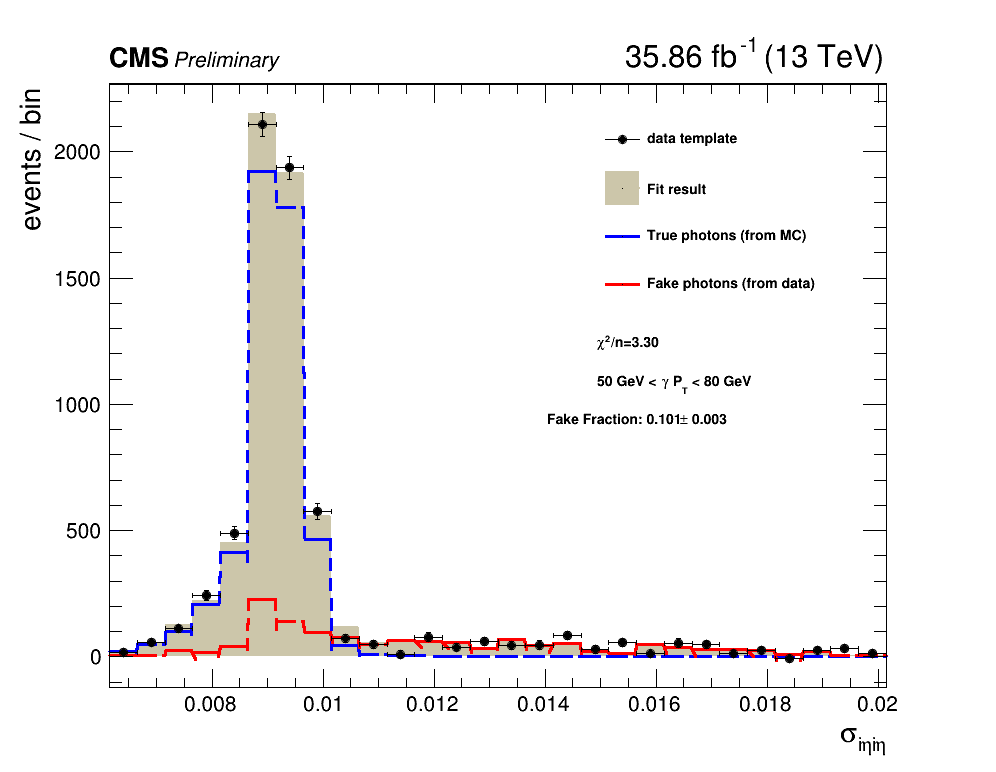 CMS Preliminary 35.86 fb⁻¹ (13 TeV)
events / bin
2000
1500
1000
500
0
data template
Fit result
True photons (from MC)
Fake photons (from data)
χ²/n=3.30
50 GeV < γ P_T < 80 GeV
Fake Fraction: 0.101± 0.003
0.008 0.01 0.012 0.014 0.016 0.018 0.02
σ_iηiη